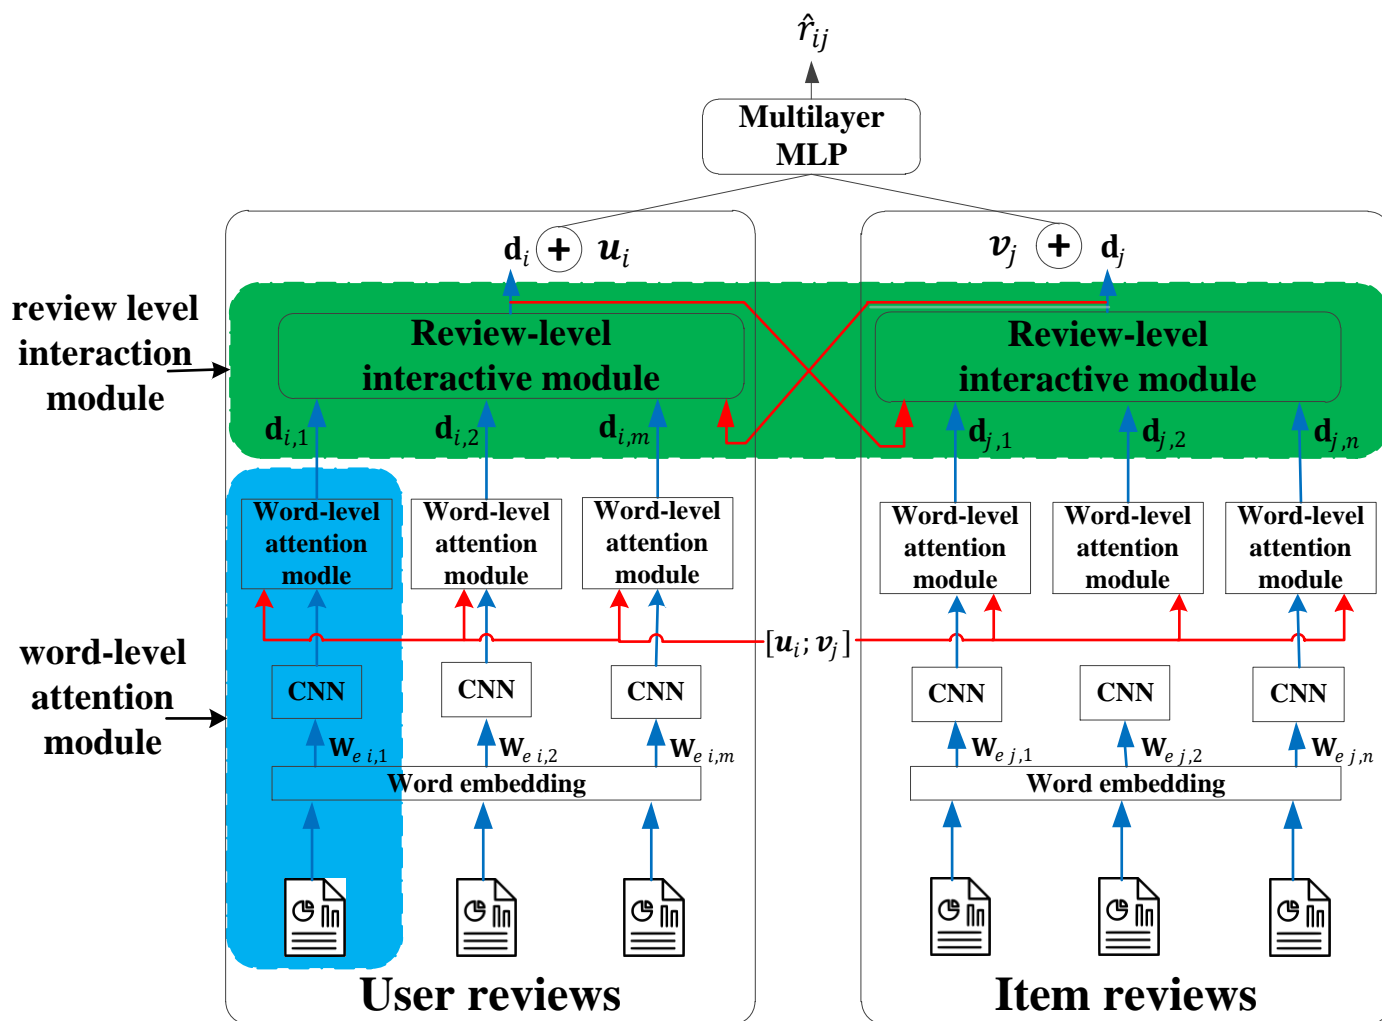 r̂ij
Multilayer
MLP
di + ui
vj + dj
review level
interaction
module
Review-level
interactive module
Review-level
interactive module
di,1
di,2
di,m
dj,1
dj,2
dj,n
Word-level
attention
modle
Word-level
attention
module
Word-level
attention
module
Word-level
attention
module
Word-level
attention
module
Word-level
attention
module
[ui; vj]
word-level
attention
module
CNN
CNN
CNN
CNN
CNN
CNN
We i,1
We i,2
We i,m
We j,1
We j,2
We j,n
Word embedding
Word embedding
User reviews
Item reviews